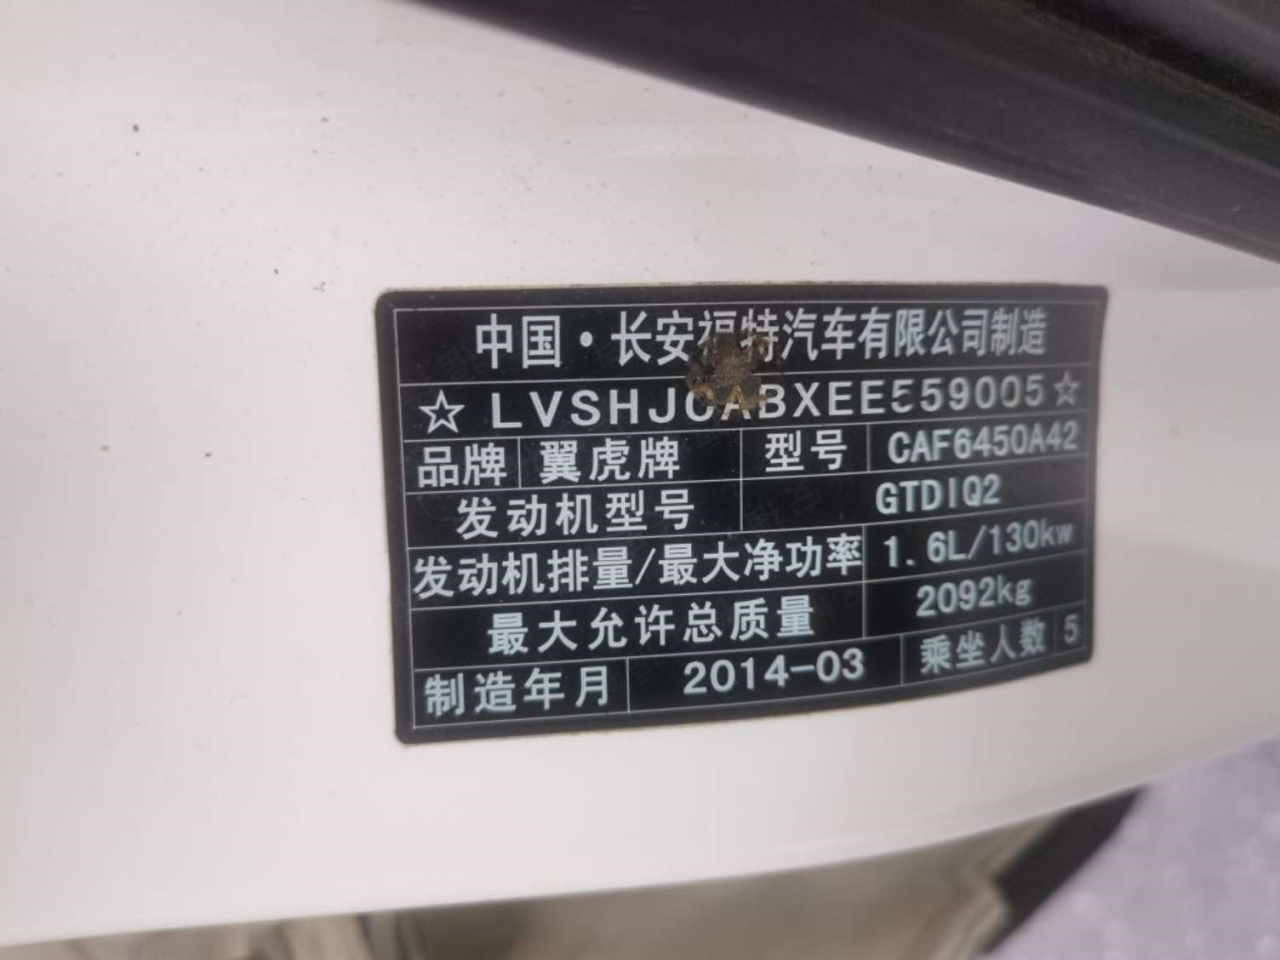 中国·长安福特汽车有限公司制造
☆LVSHJCABXEE559005☆
品牌 翼虎牌 型号 CAF6450A42
发动机型号 GTDIQ2
发动机排量/最大净功率 1.6L/130kw
最大允许总质量 2092kg
制造年月 2014-03 乘坐人数 5